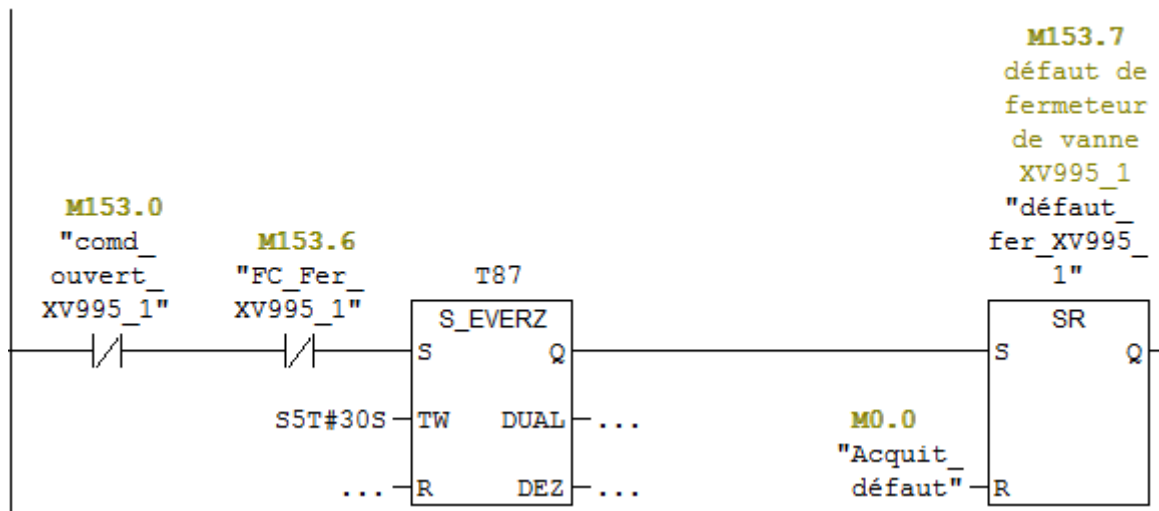 M153.7
défaut de
fermeteur
de vanne
XV995_1
"défaut_
fer_XV995_
1"
M153.0
"comd_
ouvert_
XV995_1"
M153.6
"FC_Fer_
XV995_1"
T87
S_EVERZ
SR
S Q
S Q
S5T#30S TW DUAL ...
... R DEZ ...
M0.0
"Acquit_
défaut" R